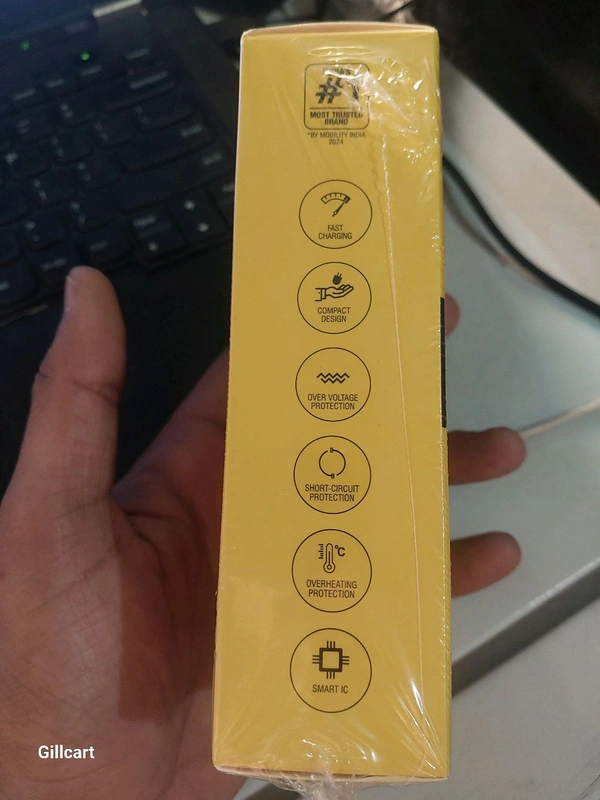 #1
MOST TRUSTED
BRAND
*BY MOBILITY INDIA
2024
FAST
CHARGING
COMPACT
DESIGN
OVER VOLTAGE
PROTECTION
SHORT-CIRCUIT
PROTECTION
°C
OVERHEATING
PROTECTION
SMART IC
Gillcart